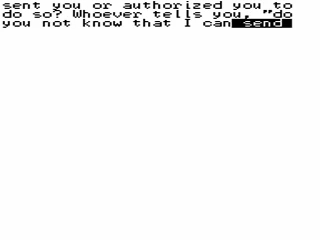 sent you or authorized you to
do so? Whoever tells you, "do
you not know that I can send